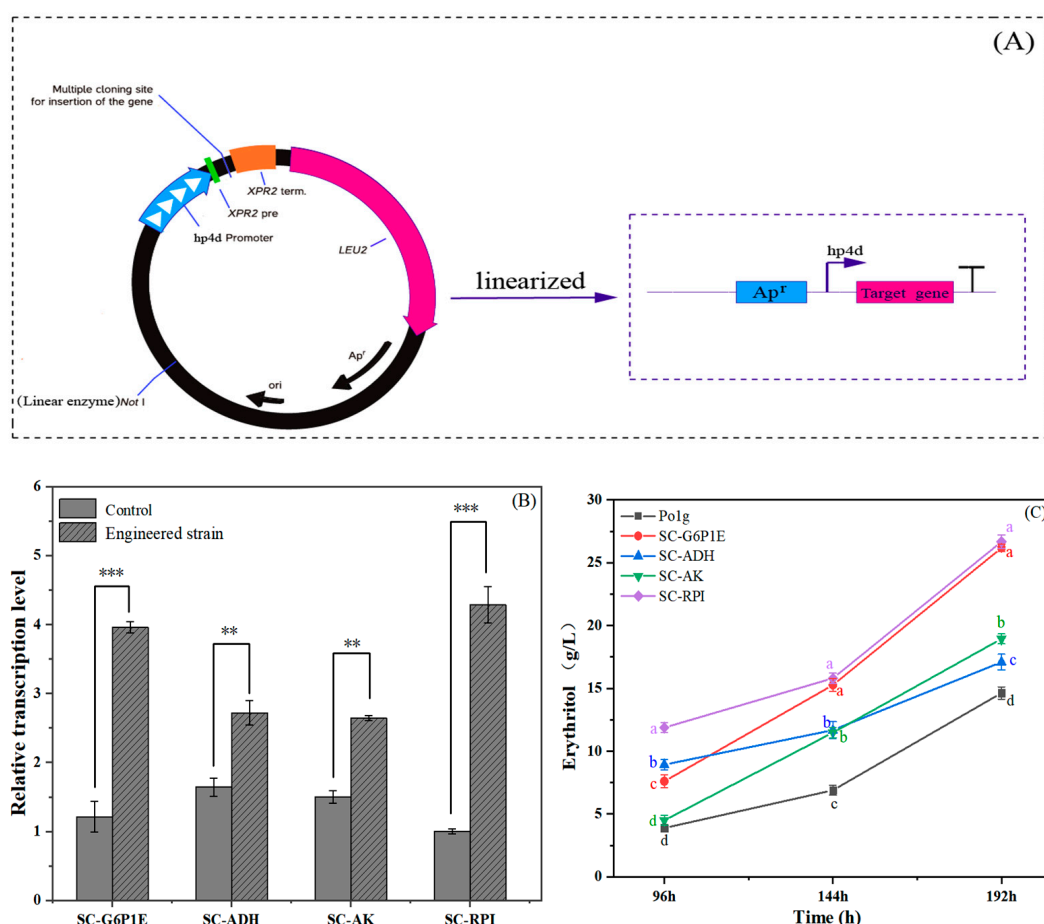 (A)
Multiple cloning site
for insertion of the gene
XPR2 term.
XPR2 pre
hp4d Promoter
LEU2
Apr
ori
(Linear enzyme)Not I
linearized
hp4d
Apr
Target gene
(B)
Control
Engineered strain
Relative transcription level
6
5
4
3
2
1
0
***
**
**
***
SC-G6P1E
SC-ADH
SC-AK
SC-RPI
(C)
Po1g
SC-G6P1E
SC-ADH
SC-AK
SC-RPI
Erythritol (g/L)
30
25
20
15
10
5
0
a
b
c
d
d
a
a
b
b
c
a
a
b
c
d
96h
144h
192h
Time (h)